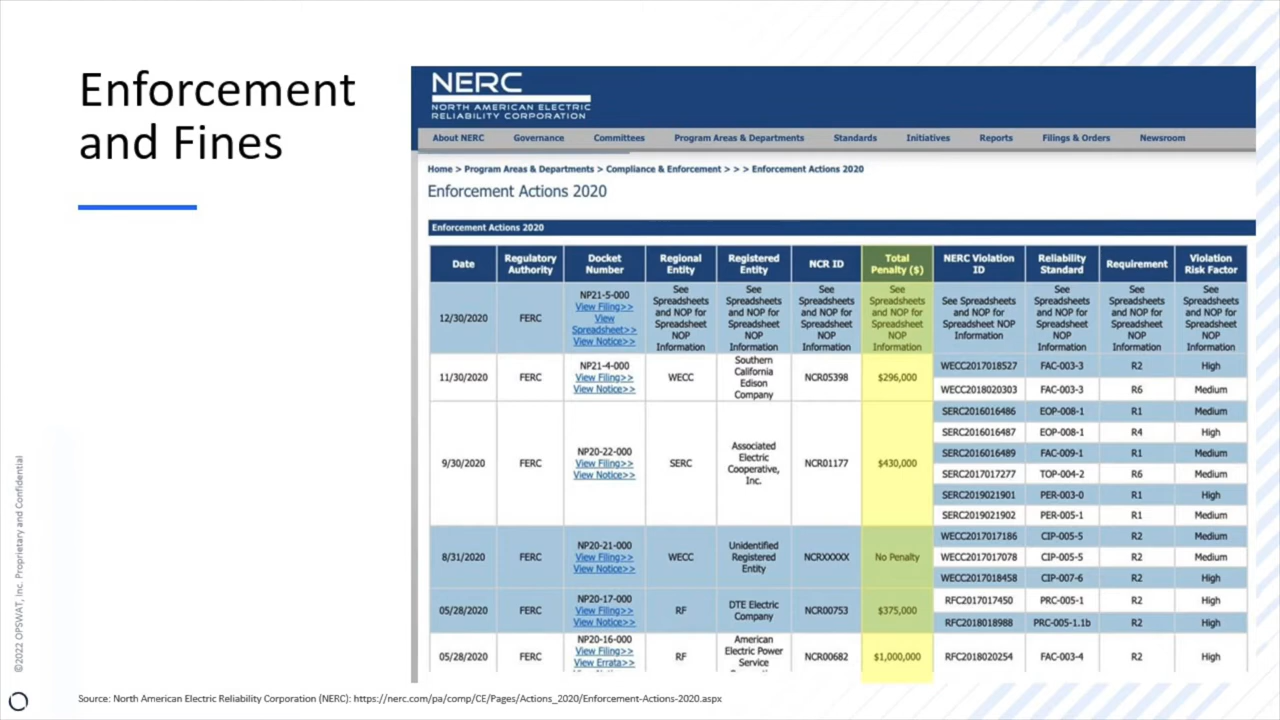 Enforcement
and Fines
NERC
NORTH AMERICAN ELECTRIC
RELIABILITY CORPORATION
About NERC Governance Committees Program Areas & Departments Standards Initiatives Reports Filings & Orders Newsroom
Home > Program Areas & Departments > Compliance & Enforcement > > > Enforcement Actions 2020
Enforcement Actions 2020
Enforcement Actions 2020
Date
Regulatory
Authority
Docket
Number
Regional
Entity
Registered
Entity
NCR ID
Total
Penalty ($)
NERC Violation
ID
Reliability
Standard
Requirement
Violation
Risk Factor
12/30/2020
FERC
NP21-5-000
View Filing>>
View
Spreadsheet>>
View Notice>>
See
Spreadsheets
and NOP for
Spreadsheet
NOP
Information
See
Spreadsheets
and NOP for
Spreadsheet
NOP
Information
See
Spreadsheets
and NOP for
Spreadsheet
NOP
Information
See
Spreadsheets
and NOP for
Spreadsheet
NOP
Information
See Spreadsheets
and NOP for
Spreadsheet NOP
Information
See
Spreadsheets
and NOP for
Spreadsheet
NOP
Information
See
Spreadsheets
and NOP for
Spreadsheet
NOP
Information
See
Spreadsheets
and NOP for
Spreadsheet
NOP
Information
11/30/2020
FERC
NP21-4-000
View Filing>>
View Notice>>
WECC
Southern
California
Edison
Company
NCR05398
$296,000
WECC2017018527 FAC-003-3 R2 High
WECC2018020303 FAC-003-3 R6 Medium
9/30/2020
FERC
NP20-22-000
View Filing>>
View Notice>>
SERC
Associated
Electric
Cooperative,
Inc.
NCR01177
$430,000
SERC2016016486 EOP-008-1 R1 Medium
SERC2016016487 EOP-008-1 R4 High
SERC2016016489 FAC-009-1 R1 Medium
SERC2017017277 TOP-004-2 R6 Medium
SERC2019021901 PER-003-0 R1 High
SERC2019021902 PER-005-1 R1 Medium
8/31/2020
FERC
NP20-21-000
View Filing>>
View Notice>>
WECC
Unidentified
Registered
Entity
NCRXXXXX
No Penalty
WECC2017017186 CIP-005-5 R2 Medium
WECC2017017078 CIP-005-5 R2 Medium
WECC2017018458 CIP-007-6 R2 High
05/28/2020
FERC
NP20-17-000
View Filing>>
View Notice>>
RF
DTE Electric
Company
NCR00753
$375,000
RFC2017017450 PRC-005-1 R2 High
RFC2018018988 PRC-005-1.1b R2 High
05/28/2020
FERC
NP20-16-000
View Filing>>
View Errata>>
RF
American
Electric Power
Service
NCR00682
$1,000,000
RFC2018020254 FAC-003-4 R2 High
©2022 OPSWAT, Inc. Proprietary and Confidential
Source: North American Electric Reliability Corporation (NERC): https://nerc.com/pa/comp/CE/Pages/Actions_2020/Enforcement-Actions-2020.aspx